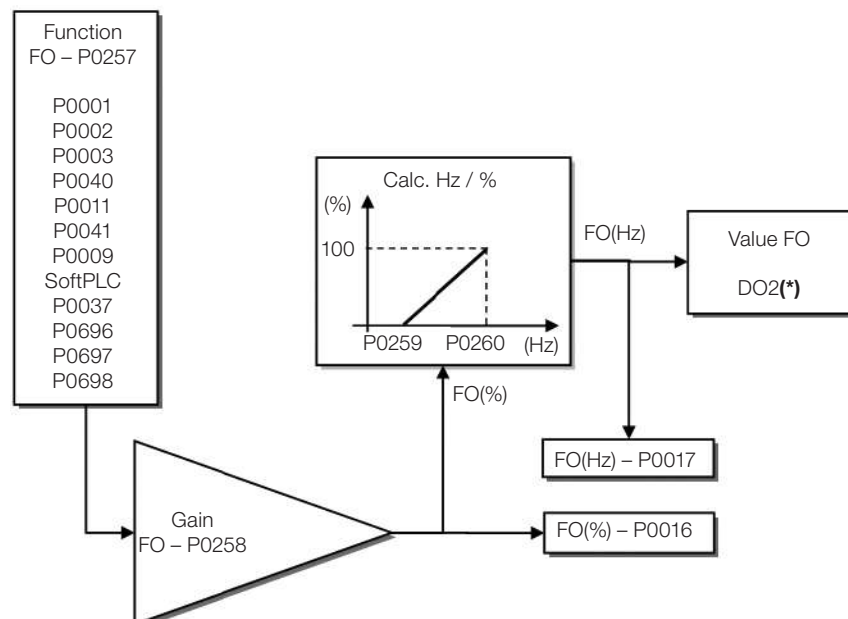 Function
FO – P0257
P0001
P0002
P0003
P0040
P0011
P0041
P0009
SoftPLC
P0037
P0696
P0697
P0698
Calc. Hz / %
(%)
100
P0259 P0260 (Hz)
FO(Hz)
Value FO
DO2(*)
FO(%)
FO(Hz) – P0017
Gain
FO – P0258
FO(%) – P0016